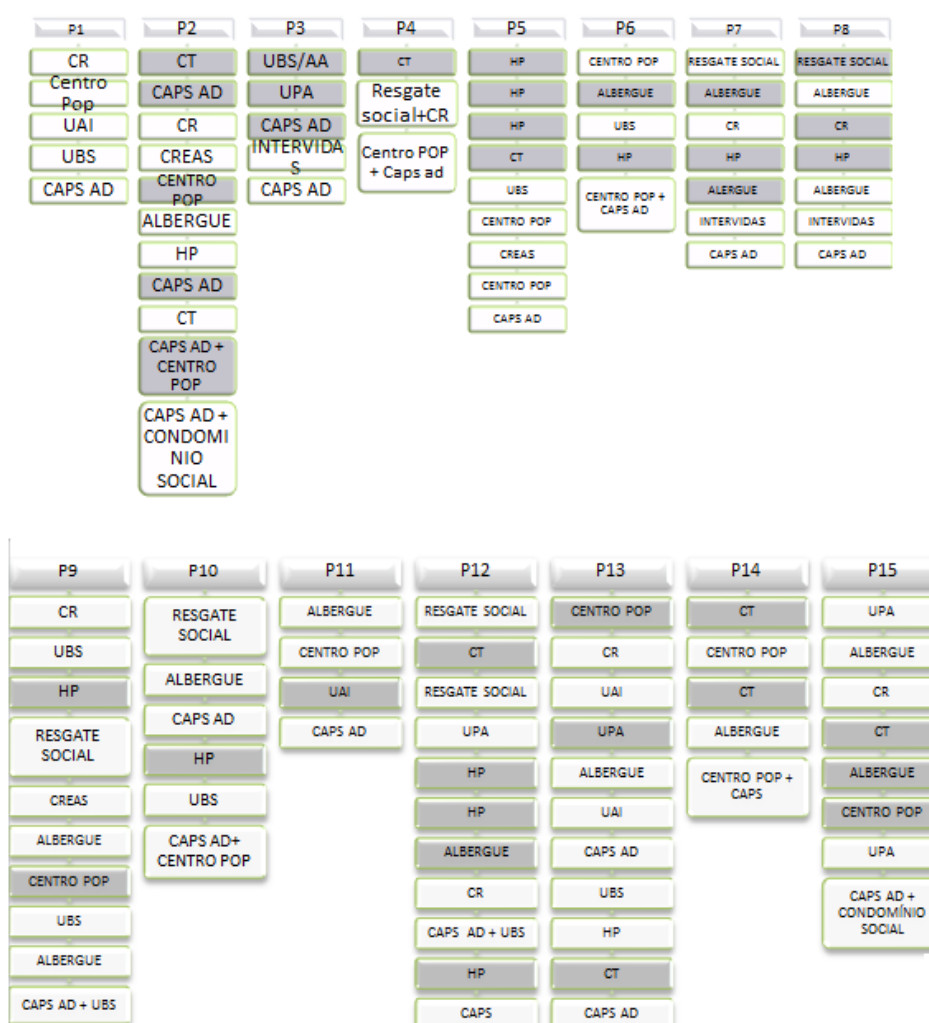 P1
CR
Centro
Pop
UAI
UBS
CAPS AD
P2
CT
CAPS AD
CR
CREAS
CENTRO
POP
ALBERGUE
HP
CAPS AD
CT
CAPS AD +
CENTRO
POP
CAPS AD +
CONDOMI
NIO
SOCIAL
P3
UBS/AA
UPA
CAPS AD
INTERVIDA
S
CAPS AD
P4
CT
Resgate
social+CR
Centro POP
+ Caps ad
P5
HP
HP
HP
CT
UBS
CENTRO POP
CREAS
CENTRO POP
CAPS AD
P6
CENTRO POP
ALBERGUE
UBS
HP
CENTRO POP +
CAPS AD
P7
RESGATE SOCIAL
ALBERGUE
CR
HP
ALERGUE
INTERVIDAS
CAPS AD
P8
RESGATE SOCIAL
ALBERGUE
CR
HP
ALBERGUE
INTERVIDAS
CAPS AD
P9
CR
UBS
HP
RESGATE
SOCIAL
CREAS
ALBERGUE
CENTRO POP
UBS
ALBERGUE
CAPS AD + UBS
P10
RESGATE
SOCIAL
ALBERGUE
CAPS AD
HP
UBS
CAPS AD+
CENTRO POP
P11
ALBERGUE
CENTRO POP
UAI
CAPS AD
P12
RESGATE SOCIAL
CT
RESGATE SOCIAL
UPA
HP
HP
ALBERGUE
CR
CAPS AD + UBS
HP
CAPS
P13
CENTRO POP
CR
UAI
UPA
ALBERGUE
UAI
CAPS AD
UBS
HP
CT
CAPS AD
P14
CT
CENTRO POP
CT
ALBERGUE
CENTRO POP +
CAPS
P15
UPA
ALBERGUE
CR
CT
ALBERGUE
CENTRO POP
UPA
CAPS AD +
CONDOMÍNIO
SOCIAL